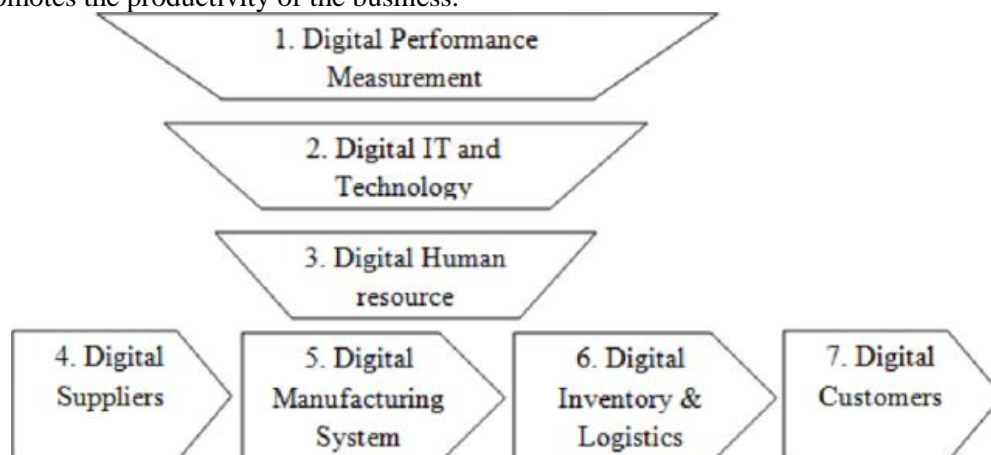 omotes the productivity of the business.
1. Digital Performance
Measurement
2. Digital IT and
Technology
3. Digital Human
resource
4. Digital
Suppliers
5. Digital
Manufacturing
System
6. Digital
Inventory &
Logistics
7. Digital
Customers